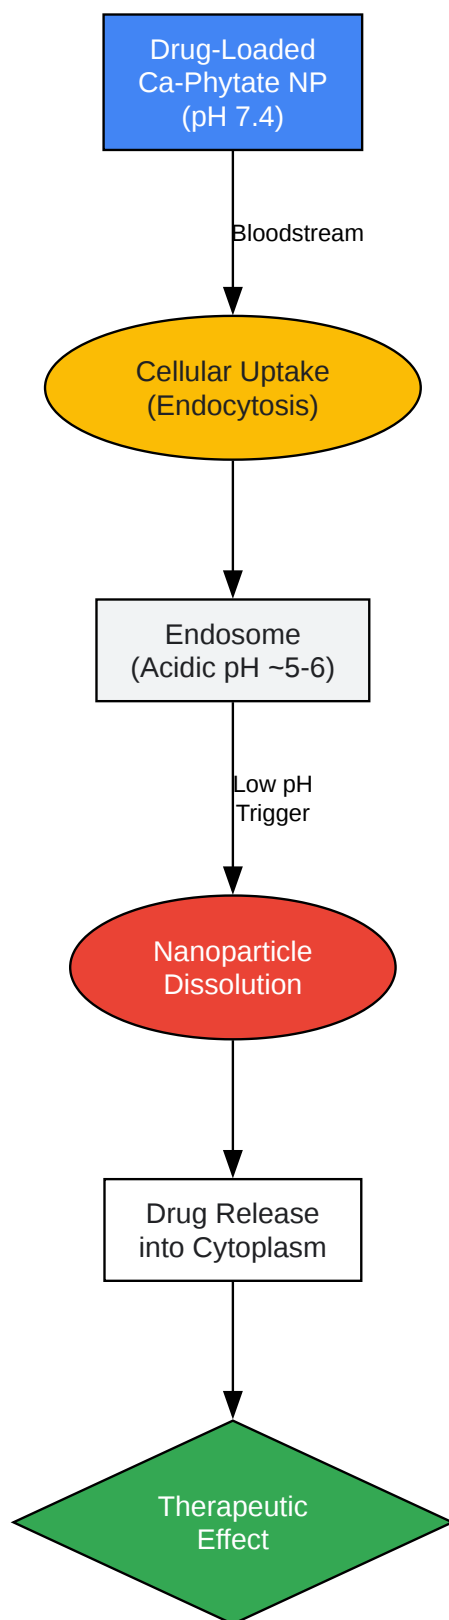 Drug-Loaded
Ca-Phytate NP
(pH 7.4)
Bloodstream
Cellular Uptake
(Endocytosis)
Endosome
(Acidic pH ~5-6)
Low pH
Trigger
Nanoparticle
Dissolution
Drug Release
into Cytoplasm
Therapeutic
Effect